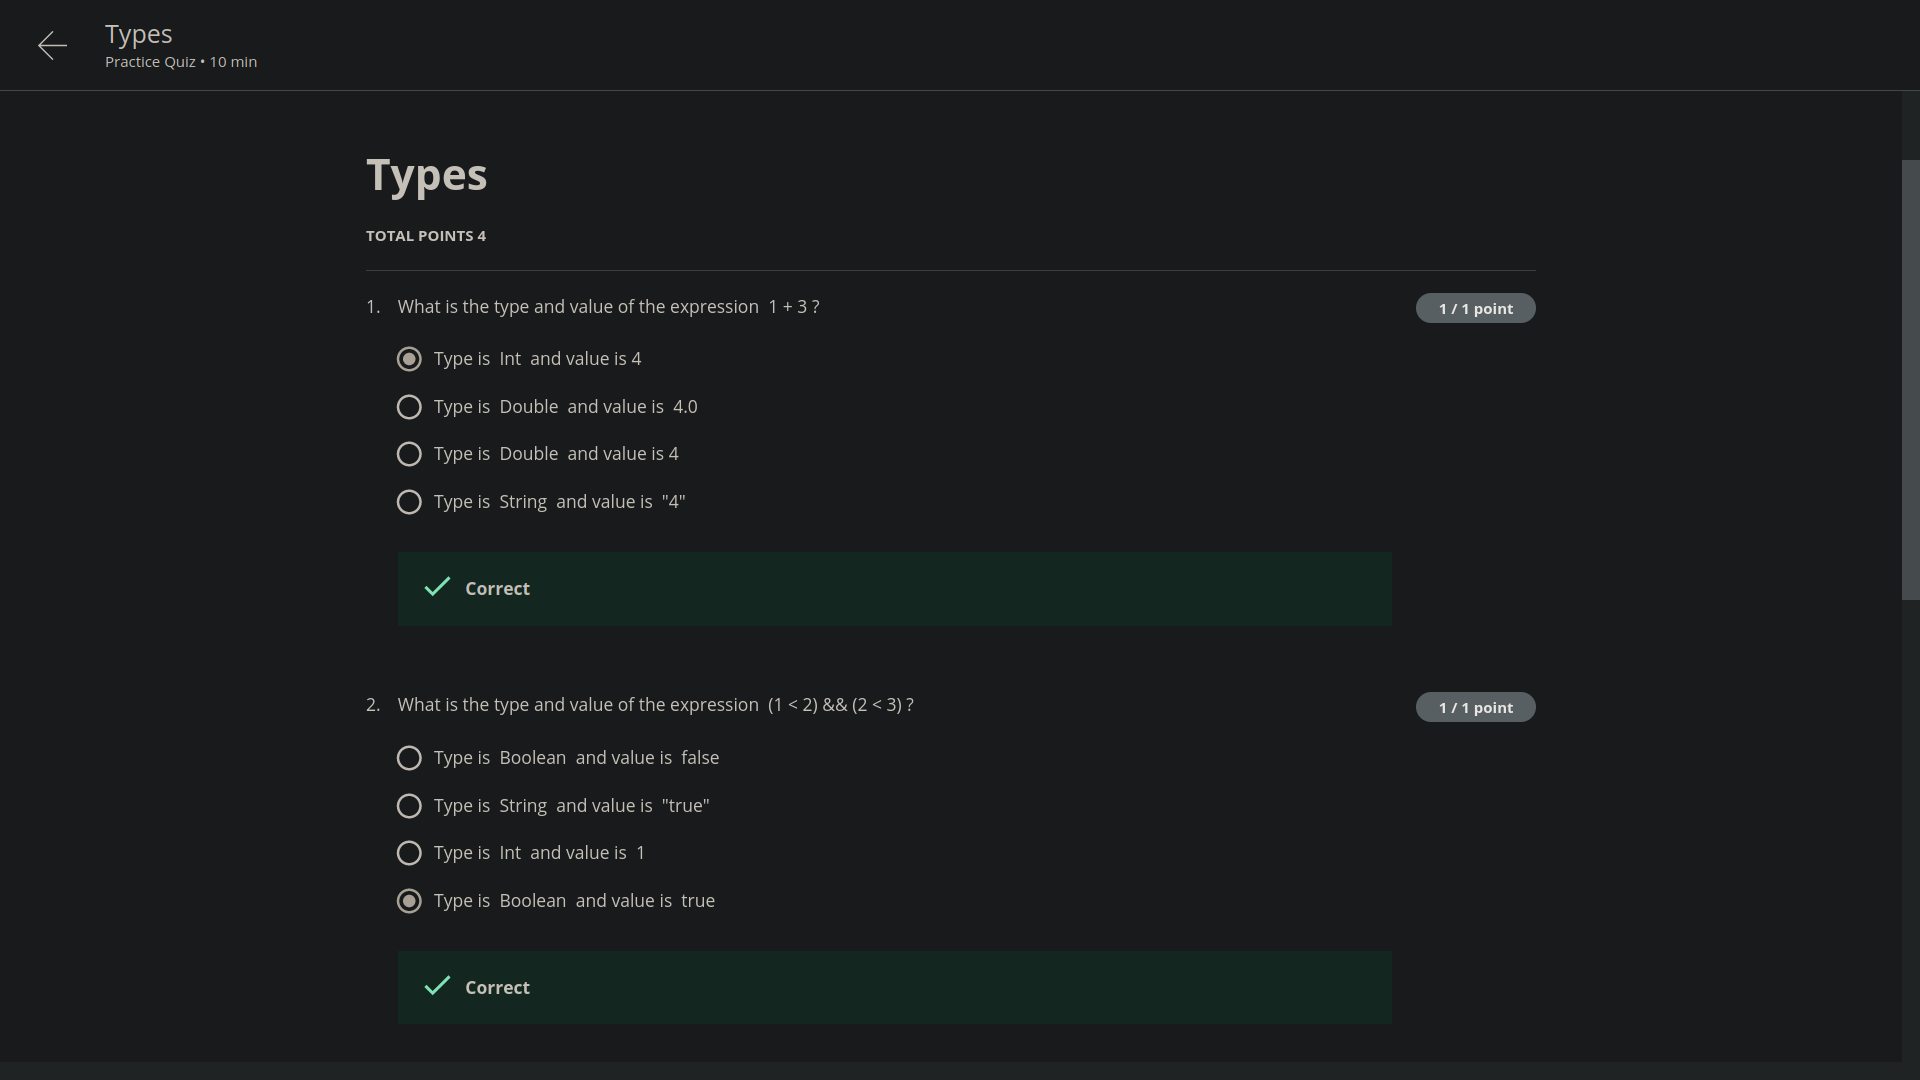 Types
Practice Quiz • 10 min
Types
TOTAL POINTS 4
1. What is the type and value of the expression 1 + 3 ?
1 / 1 point
Type is Int and value is 4
Type is Double and value is 4.0
Type is Double and value is 4
Type is String and value is "4"
Correct
2. What is the type and value of the expression (1 < 2) && (2 < 3) ?
1 / 1 point
Type is Boolean and value is false
Type is String and value is "true"
Type is Int and value is 1
Type is Boolean and value is true
Correct